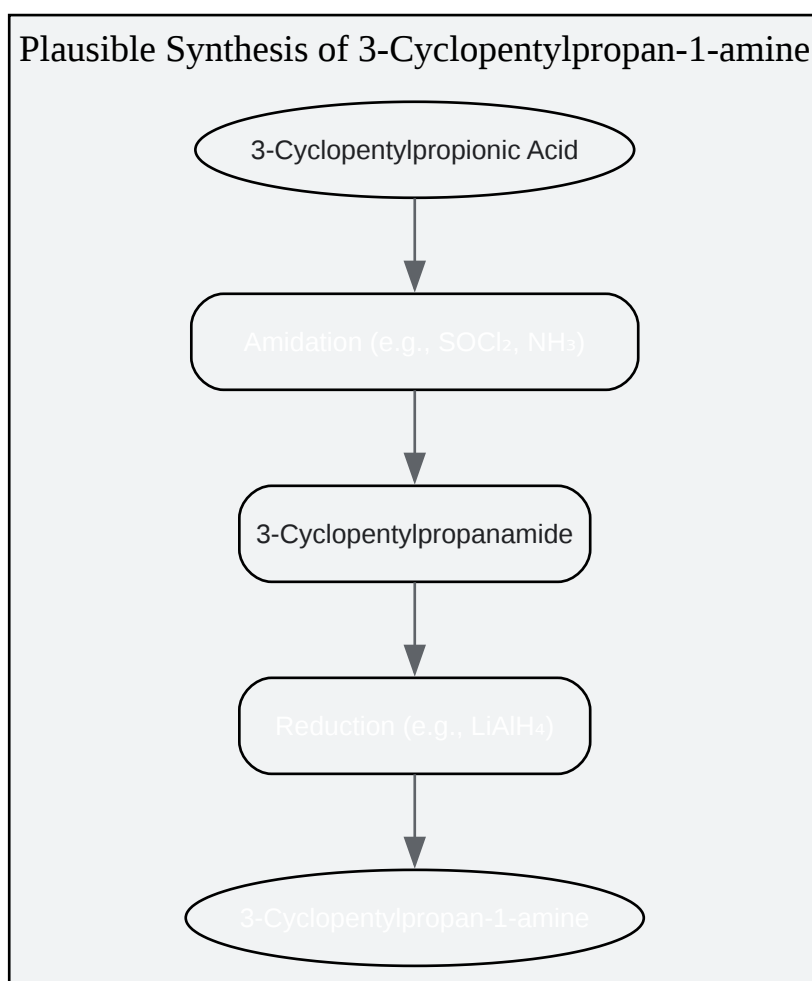 Plausible Synthesis of 3-Cyclopentylpropan-1-amine
3-Cyclopentylpropionic Acid
Amidation (e.g., SOCl₂, NH₃)
3-Cyclopentylpropanamide
Reduction (e.g., LiAlH₄)
3-Cyclopentylpropan-1-amine